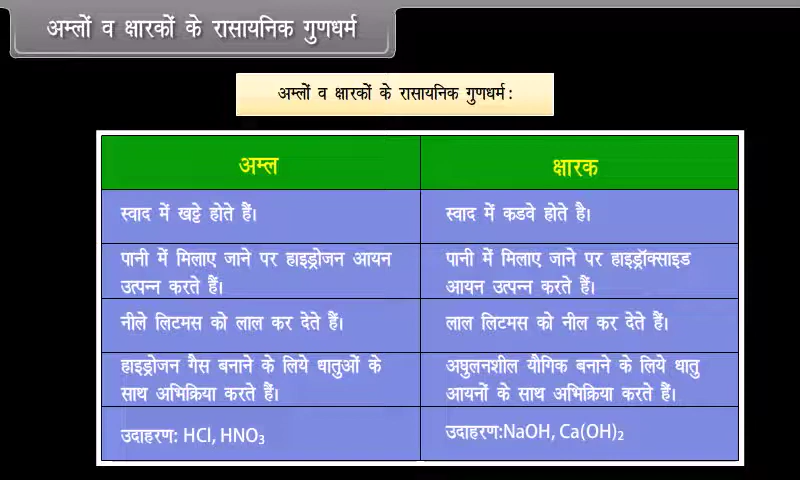 अम्लों व क्षारकों के रासायनिक गुणधर्म
अम्लों व क्षारकों के रासायनिक गुणधर्म:
अम्ल
क्षारक
स्वाद में खट्टे होते हैं।
स्वाद में कडवे होते है।
पानी में मिलाए जाने पर हाइड्रोजन आयन
उत्पन्न करते हैं।
पानी में मिलाए जाने पर हाइड्रॉक्साइड
आयन उत्पन्न करते हैं।
नीले लिटमस को लाल कर देते हैं।
लाल लिटमस को नील कर देते हैं।
हाइड्रोजन गैस बनाने के लिये धातुओं के
साथ अभिक्रिया करते हैं।
अघुलनशील यौगिक बनाने के लिये धातु
आयनों के साथ अभिक्रिया करते हैं।
उदाहरण: HCl, HNO₃
उदाहरण:NaOH, Ca(OH)₂